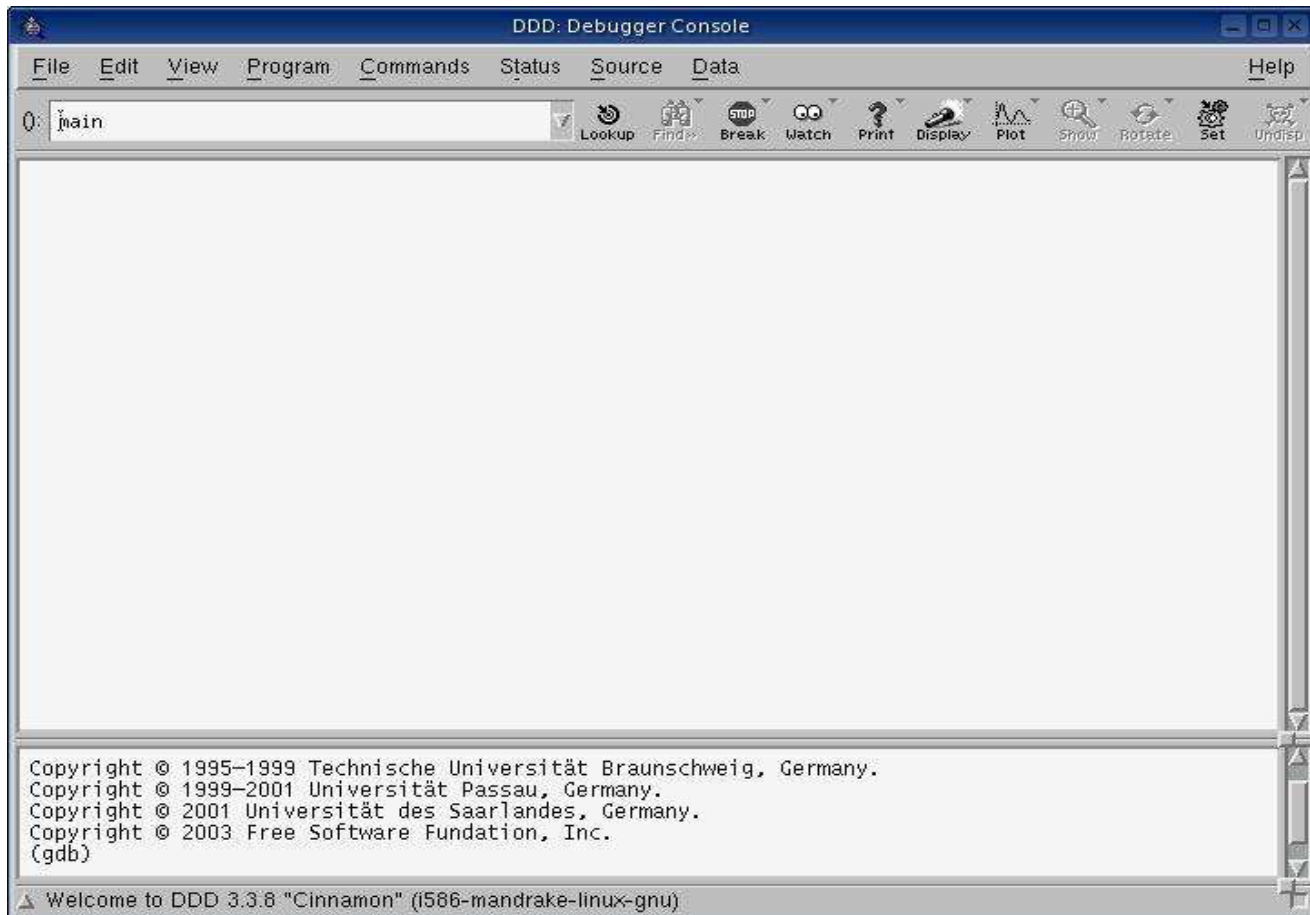 DDD: Debugger Console
File Edit View Program Commands Status Source Data Help
(): main
Lookup Find>> Break Watch Print Display Plot Show Rotate Set Undisp
STOP
Copyright © 1995–1999 Technische Universität Braunschweig, Germany.
Copyright © 1999–2001 Universität Passau, Germany.
Copyright © 2001 Universität des Saarlandes, Germany.
Copyright © 2003 Free Software Fundation, Inc.
(gdb)
Welcome to DDD 3.3.8 "Cinnamon" (i586-mandrake-linux-gnu)